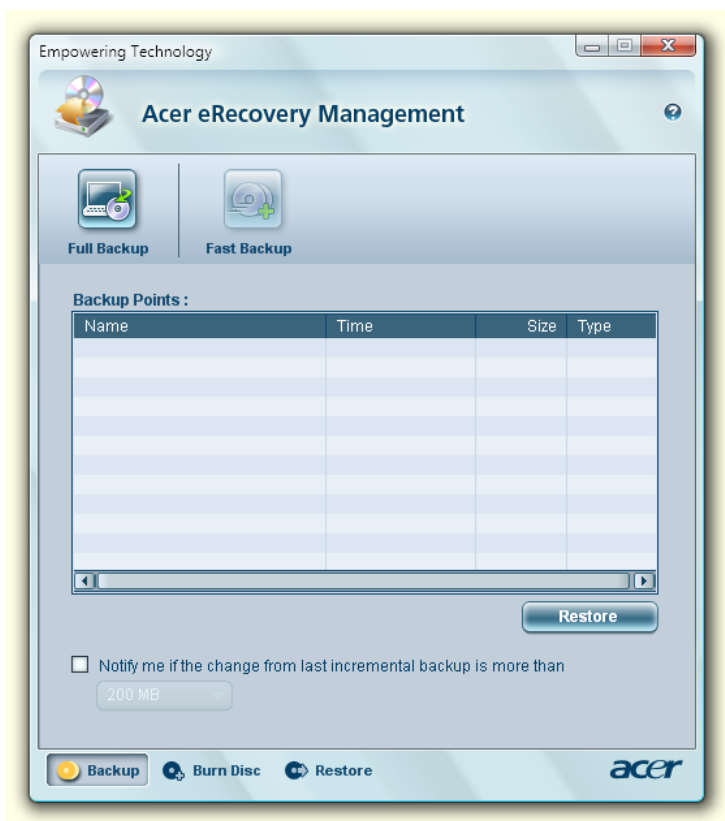 Empowering Technology
Acer eRecovery Management
Full Backup
Fast Backup
Backup Points :
Name Time Size Type
Restore
Notify me if the change from last incremental backup is more than
200 MB
Backup Burn Disc Restore acer